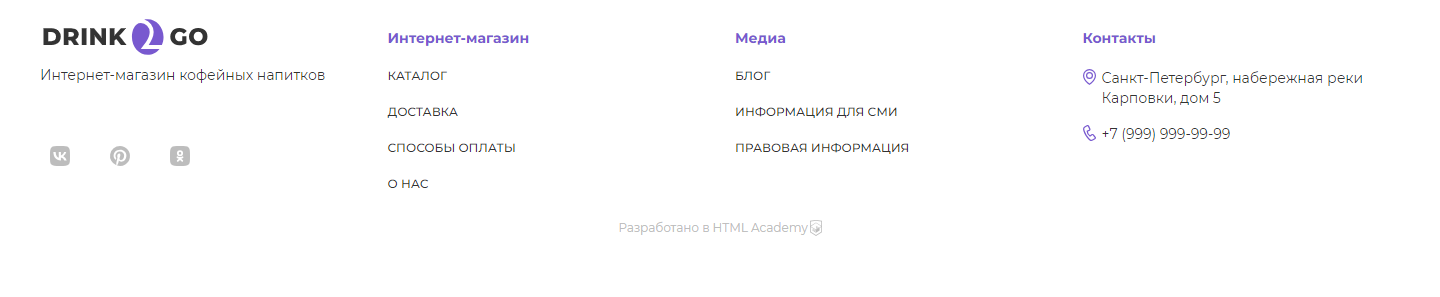 DRINK 2 GO
Интернет-магазин кофейных напитков
Интернет-магазин
КАТАЛОГ
ДОСТАВКА
СПОСОБЫ ОПЛАТЫ
О НАС
Медиа
БЛОГ
ИНФОРМАЦИЯ ДЛЯ СМИ
ПРАВОВАЯ ИНФОРМАЦИЯ
Контакты
Санкт-Петербург, набережная реки
Карповки, дом 5
+7 (999) 999-99-99
Разработано в HTML Academy